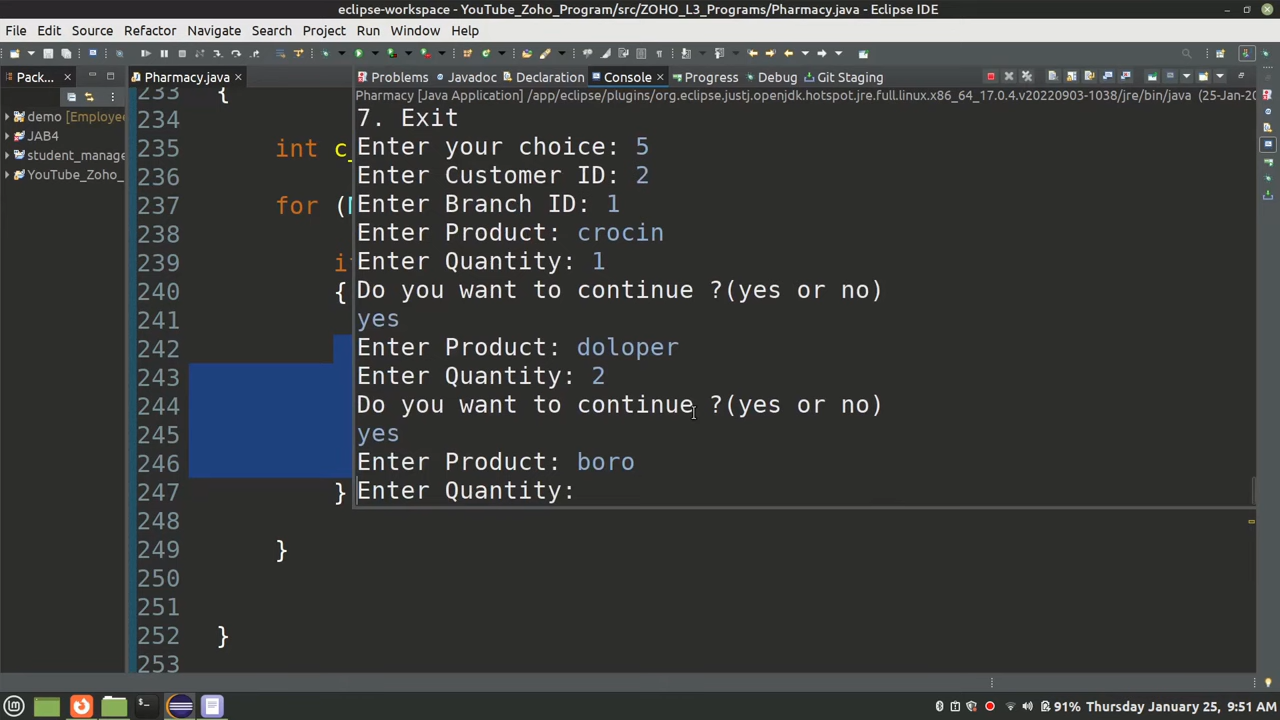 eclipse-workspace - YouTube_Zoho_Program/src/ZOHO_L3_Programs/Pharmacy.java - Eclipse IDE
File Edit Source Refactor Navigate Search Project Run Window Help
Pack... Pharmacy.java Problems Javadoc Declaration Console Progress Debug Git Staging
Pharmacy [Java Application] /app/eclipse/plugins/org.eclipse.justj.openjdk.hotspot.jre.full.linux.x86_64_17.0.4.v20220903-1038/jre/bin/java (25-Jan-20
demo [Employee
JAB4
student_manage
YouTube_Zoho_
233 {
234
235 int c_
236
237 for (
238
239 i
240 {
241
242
243
244
245
246
247 }
248
249 }
250
251
252 }
253
7. Exit
Enter your choice: 5
Enter Customer ID: 2
Enter Branch ID: 1
Enter Product: crocin
Enter Quantity: 1
Do you want to continue ?(yes or no)
yes
Enter Product: doloper
Enter Quantity: 2
Do you want to continue ?(yes or no)
yes
Enter Product: boro
Enter Quantity:
91% Thursday January 25, 9:51 AM